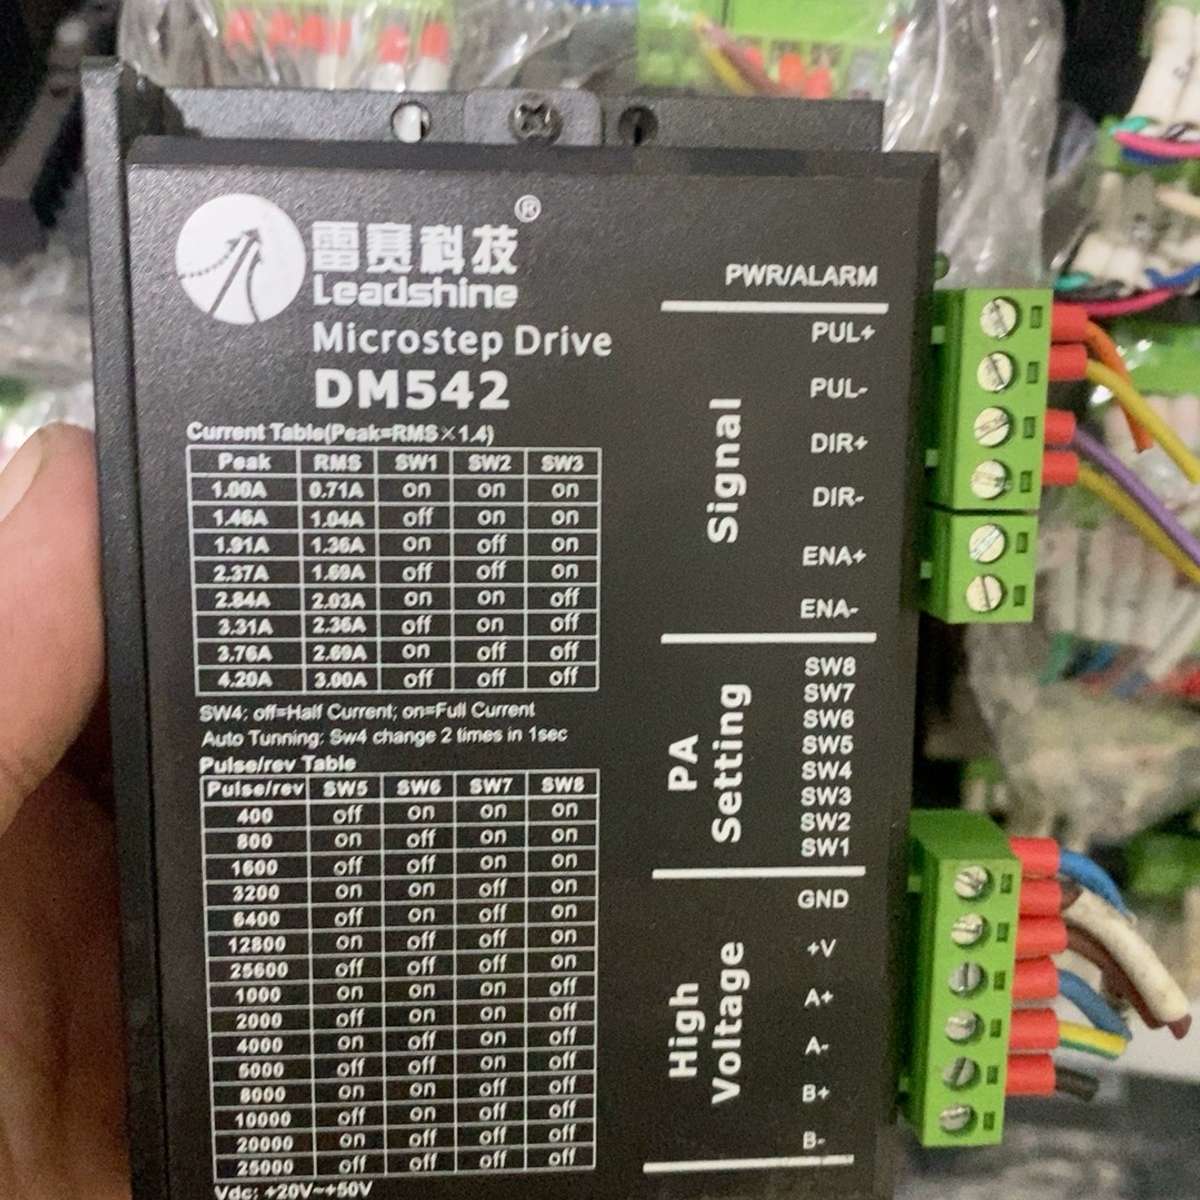 雷赛科技®
Leadshine
Microstep Drive
DM542
Current Table(Peak=RMS×1.4)
Peak RMS SW1 SW2 SW3
1.00A 0.71A on on on
1.46A 1.04A off on on
1.91A 1.36A on off on
2.37A 1.69A off off on
2.84A 2.03A on on off
3.31A 2.36A off on off
3.76A 2.69A on off off
4.20A 3.00A off off off
SW4: off=Half Current; on=Full Current
Auto Tunning: Sw4 change 2 times in 1sec
Pulse/rev Table
Pulse/rev SW5 SW6 SW7 SW8
400 off on on on
800 on off on on
1600 off off on on
3200 on on off on
6400 off on off on
12800 on off off on
25600 off off off on
1000 on on on off
2000 off on on off
4000 on off on off
5000 off off on off
8000 on on off off
10000 off on off off
20000 on off off off
25000 off off off off
Vdc: +20V~+50V
PWR/ALARM
Signal
PUL+
PUL-
DIR+
DIR-
ENA+
ENA-
PA
Setting
SW8
SW7
SW6
SW5
SW4
SW3
SW2
SW1
High
Voltage
GND
+V
A+
A-
B+
B-